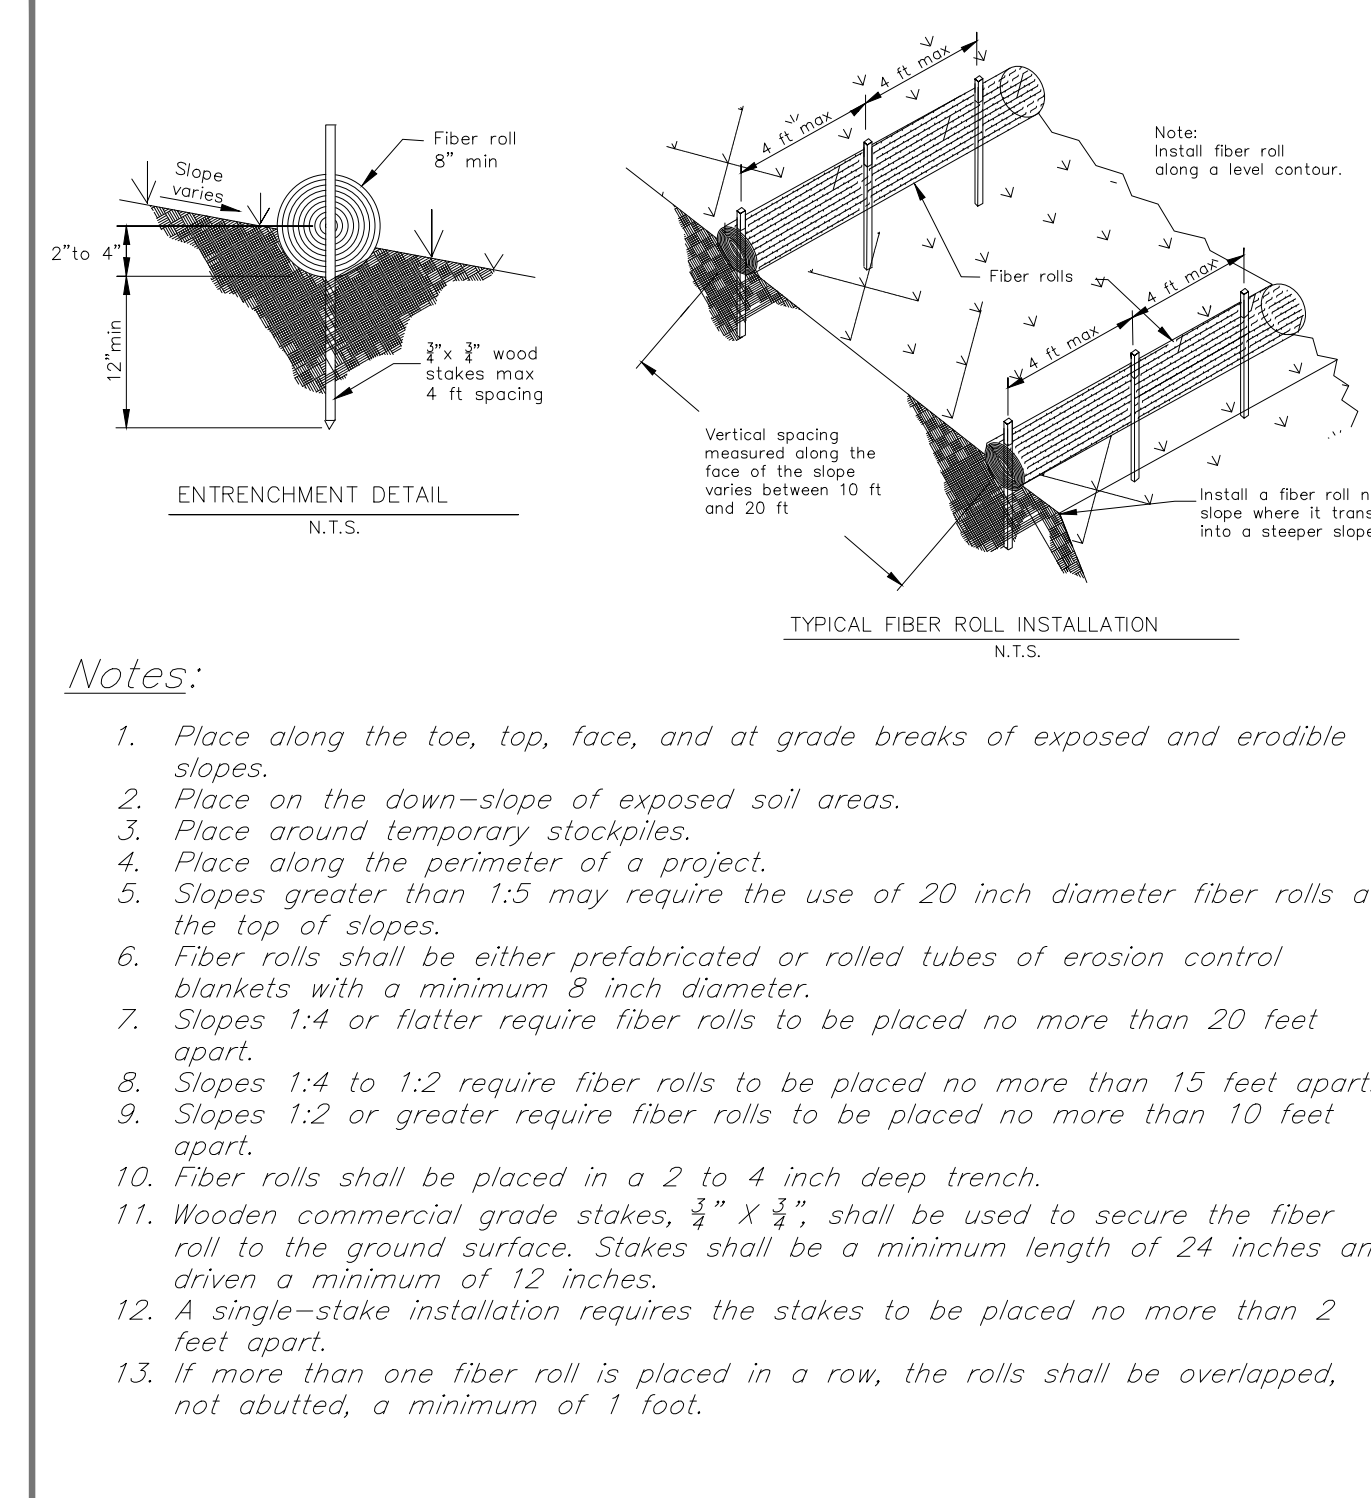 Fiber roll
8" min
Slope
varies
2"to 4"
12"min
3/4"x 3/4" wood
stakes max
4 ft spacing
ENTRENCHMENT DETAIL
N.T.S.
4 ft max
4 ft max
Note:
Install fiber roll
along a level contour.
Fiber rolls
4 ft max
4 ft max
Vertical spacing
measured along the
face of the slope
varies between 10 ft
and 20 ft
Install a fiber roll
slope where it
into a steeper slope
TYPICAL FIBER ROLL INSTALLATION
N.T.S.
Notes:
1. Place along the toe, top, face, and at grade breaks of exposed and erodible
slopes.
2. Place on the down-slope of exposed soil areas.
3. Place around temporary stockpiles.
4. Place along the perimeter of a project.
5. Slopes greater than 1:5 may require the use of 20 inch diameter fiber rolls
the top of slopes.
6. Fiber rolls shall be either prefabricated or rolled tubes of erosion control
blankets with a minimum 8 inch diameter.
7. Slopes 1:4 or flatter require fiber rolls to be placed no more than 20 feet
apart.
8. Slopes 1:4 to 1:2 require fiber rolls to be placed no more than 15 feet apart.
9. Slopes 1:2 or greater require fiber rolls to be placed no more than 10 feet
apart.
10. Fiber rolls shall be placed in a 2 to 4 inch deep trench.
11. Wooden commercial grade stakes, 3/4" X 3/4", shall be used to secure the fiber
roll to the ground surface. Stakes shall be a minimum length of 24 inches
driven a minimum of 12 inches.
12. A single-stake installation requires the stakes to be placed no more than 2
feet apart.
13. If more than one fiber roll is placed in a row, the rolls shall be overlapped,
not abutted, a minimum of 1 foot.